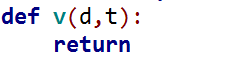 def v(d,t):
    return